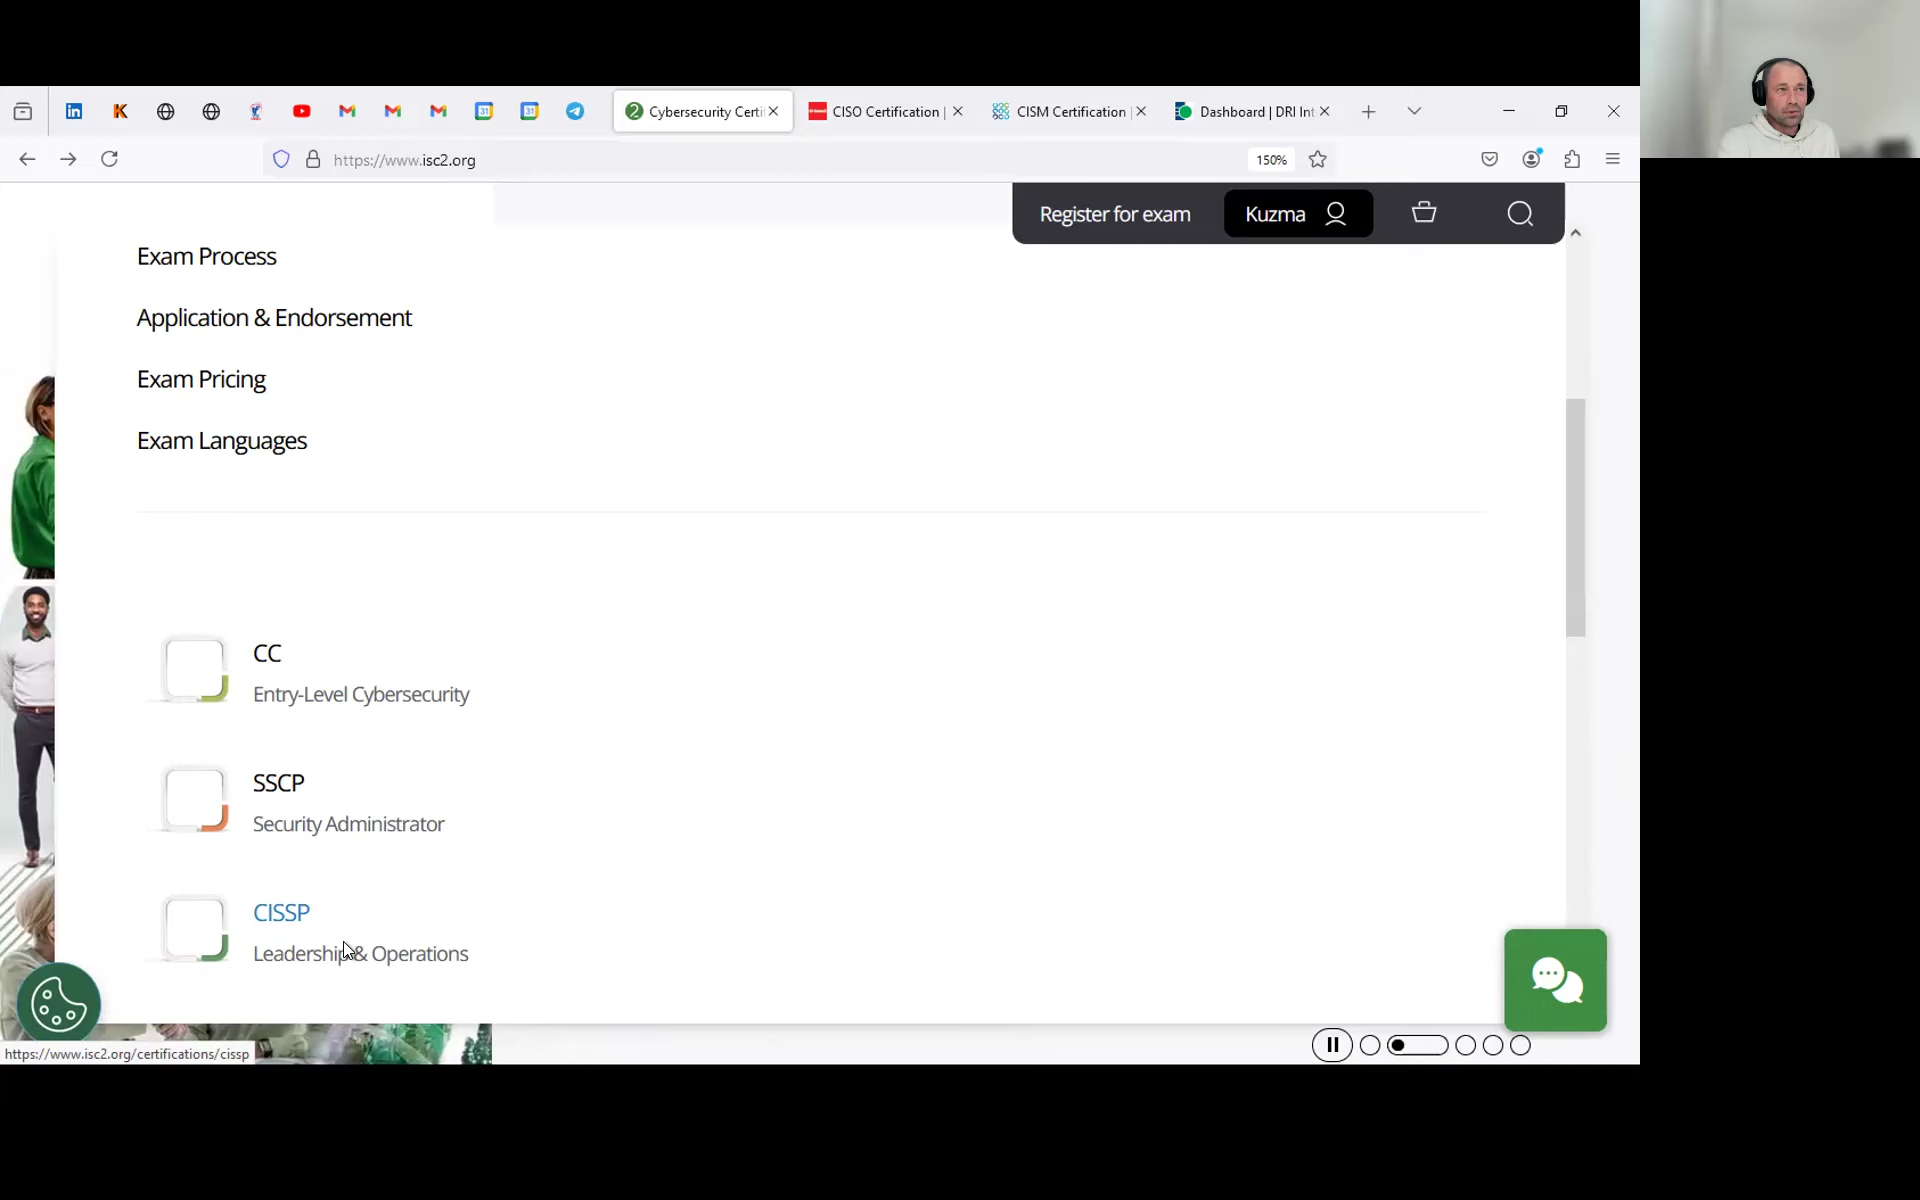 Cybersecurity Certi
CISO Certification |
CISM Certification |
Dashboard | DRI Int
https://www.isc2.org
150%
Register for exam
Kuzma
Exam Process
Application & Endorsement
Exam Pricing
Exam Languages
CC
Entry-Level Cybersecurity
SSCP
Security Administrator
CISSP
Leadership & Operations
https://www.isc2.org/certifications/cissp